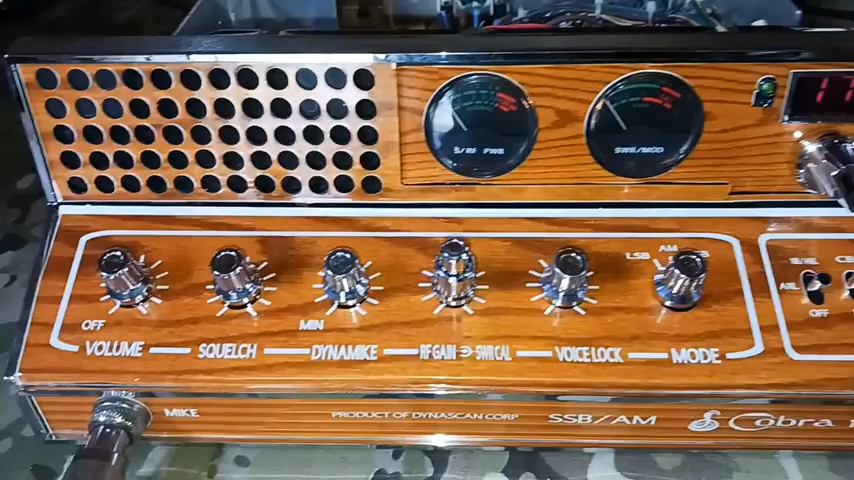 S/RF PWR
SWR/MOD
LSB AM
OFF
VOLUME
SQUELCH
MIN
DYNAMIKE
RF GAIN SWR CAL
VOICE LOCK
MODE
OFF
MIKE
PRODUCT OF DYNASCAN CORP
SSB/AM
Cobra